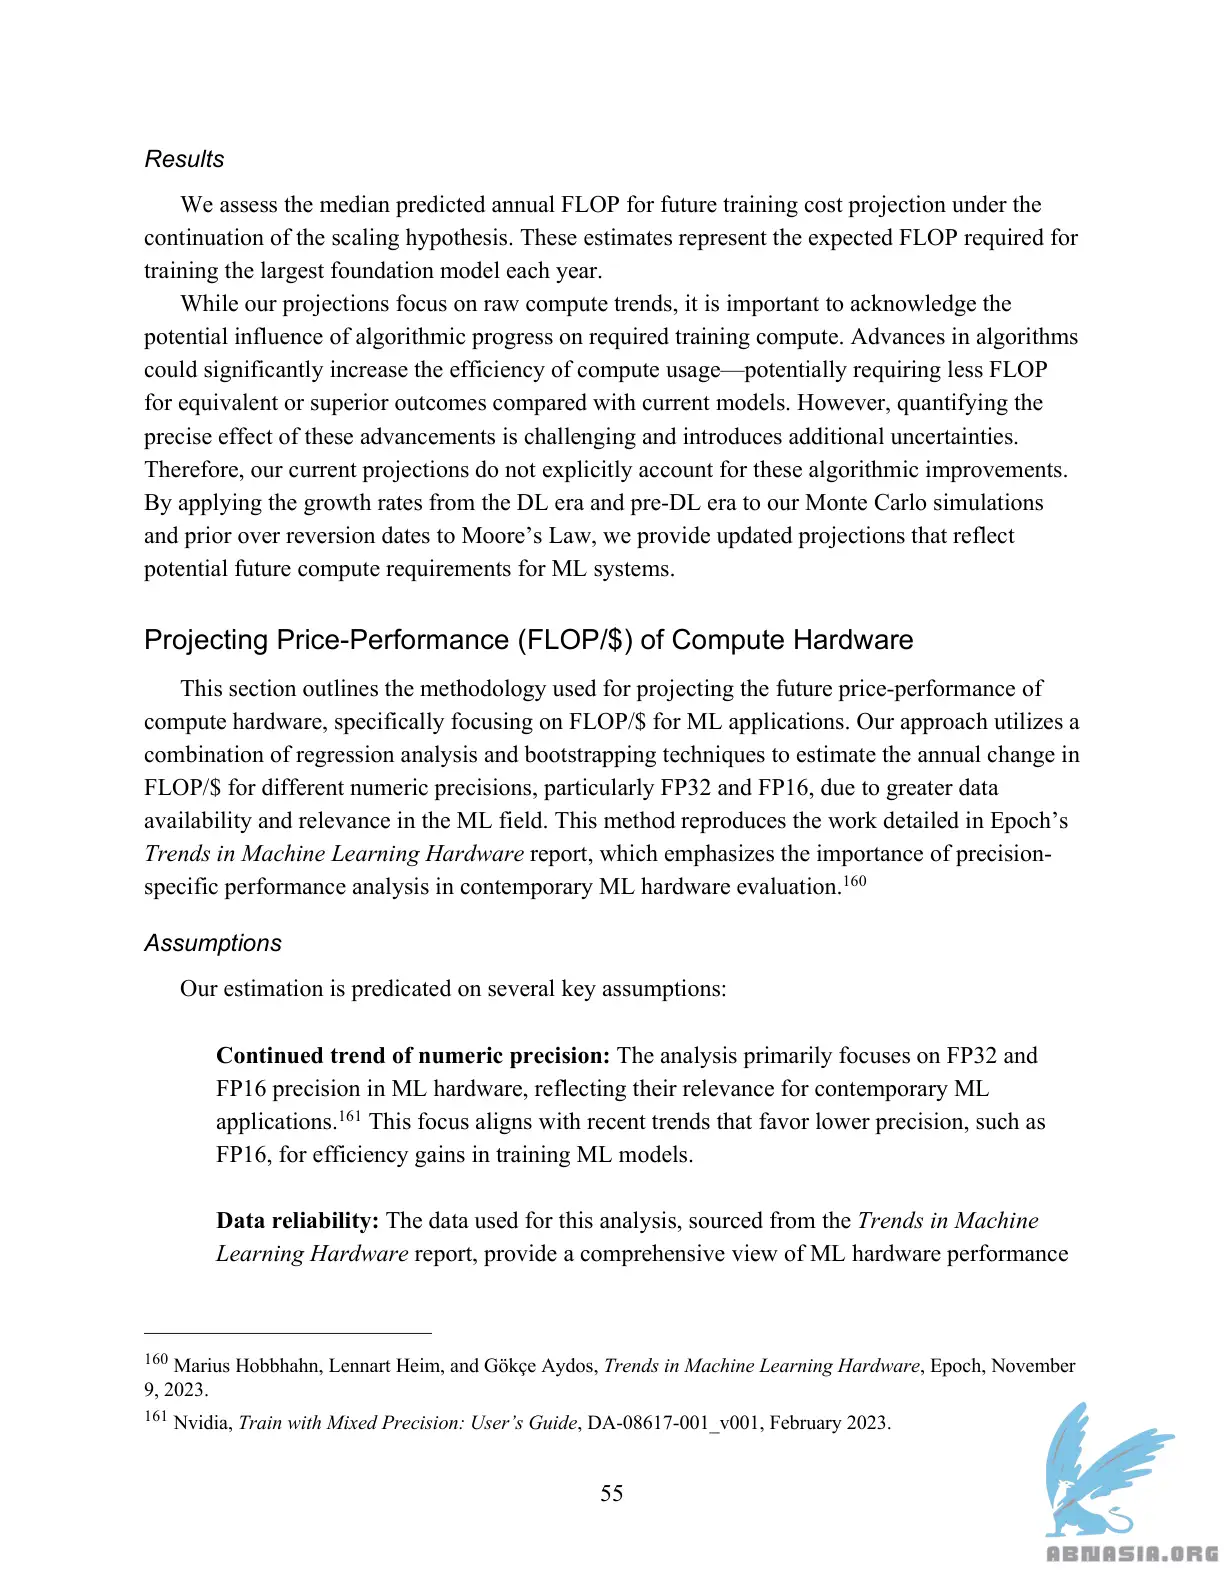 Results
We assess the median predicted annual FLOP for future training cost projection under the
continuation of the scaling hypothesis. These estimates represent the expected FLOP required for
training the largest foundation model each year.
While our projections focus on raw compute trends, it is important to acknowledge the
potential influence of algorithmic progress on required training compute. Advances in algorithms
could significantly increase the efficiency of compute usage—potentially requiring less FLOP
for equivalent or superior outcomes compared with current models. However, quantifying the
precise effect of these advancements is challenging and introduces additional uncertainties.
Therefore, our current projections do not explicitly account for these algorithmic improvements.
By applying the growth rates from the DL era and pre-DL era to our Monte Carlo simulations
and prior over reversion dates to Moore’s Law, we provide updated projections that reflect
potential future compute requirements for ML systems.
Projecting Price-Performance (FLOP/$) of Compute Hardware
This section outlines the methodology used for projecting the future price-performance of
compute hardware, specifically focusing on FLOP/$ for ML applications. Our approach utilizes a
combination of regression analysis and bootstrapping techniques to estimate the annual change in
FLOP/$ for different numeric precisions, particularly FP32 and FP16, due to greater data
availability and relevance in the ML field. This method reproduces the work detailed in Epoch’s
Trends in Machine Learning Hardware report, which emphasizes the importance of precision-
specific performance analysis in contemporary ML hardware evaluation.160
Assumptions
Our estimation is predicated on several key assumptions:
Continued trend of numeric precision: The analysis primarily focuses on FP32 and
FP16 precision in ML hardware, reflecting their relevance for contemporary ML
applications.161 This focus aligns with recent trends that favor lower precision, such as
FP16, for efficiency gains in training ML models.
Data reliability: The data used for this analysis, sourced from the Trends in Machine
Learning Hardware report, provide a comprehensive view of ML hardware performance
160 Marius Hobbhahn, Lennart Heim, and Gökçe Aydos, Trends in Machine Learning Hardware, Epoch, November
9, 2023.
161 Nvidia, Train with Mixed Precision: User’s Guide, DA-08617-001_v001, February 2023.
55
ABNASIA.ORG